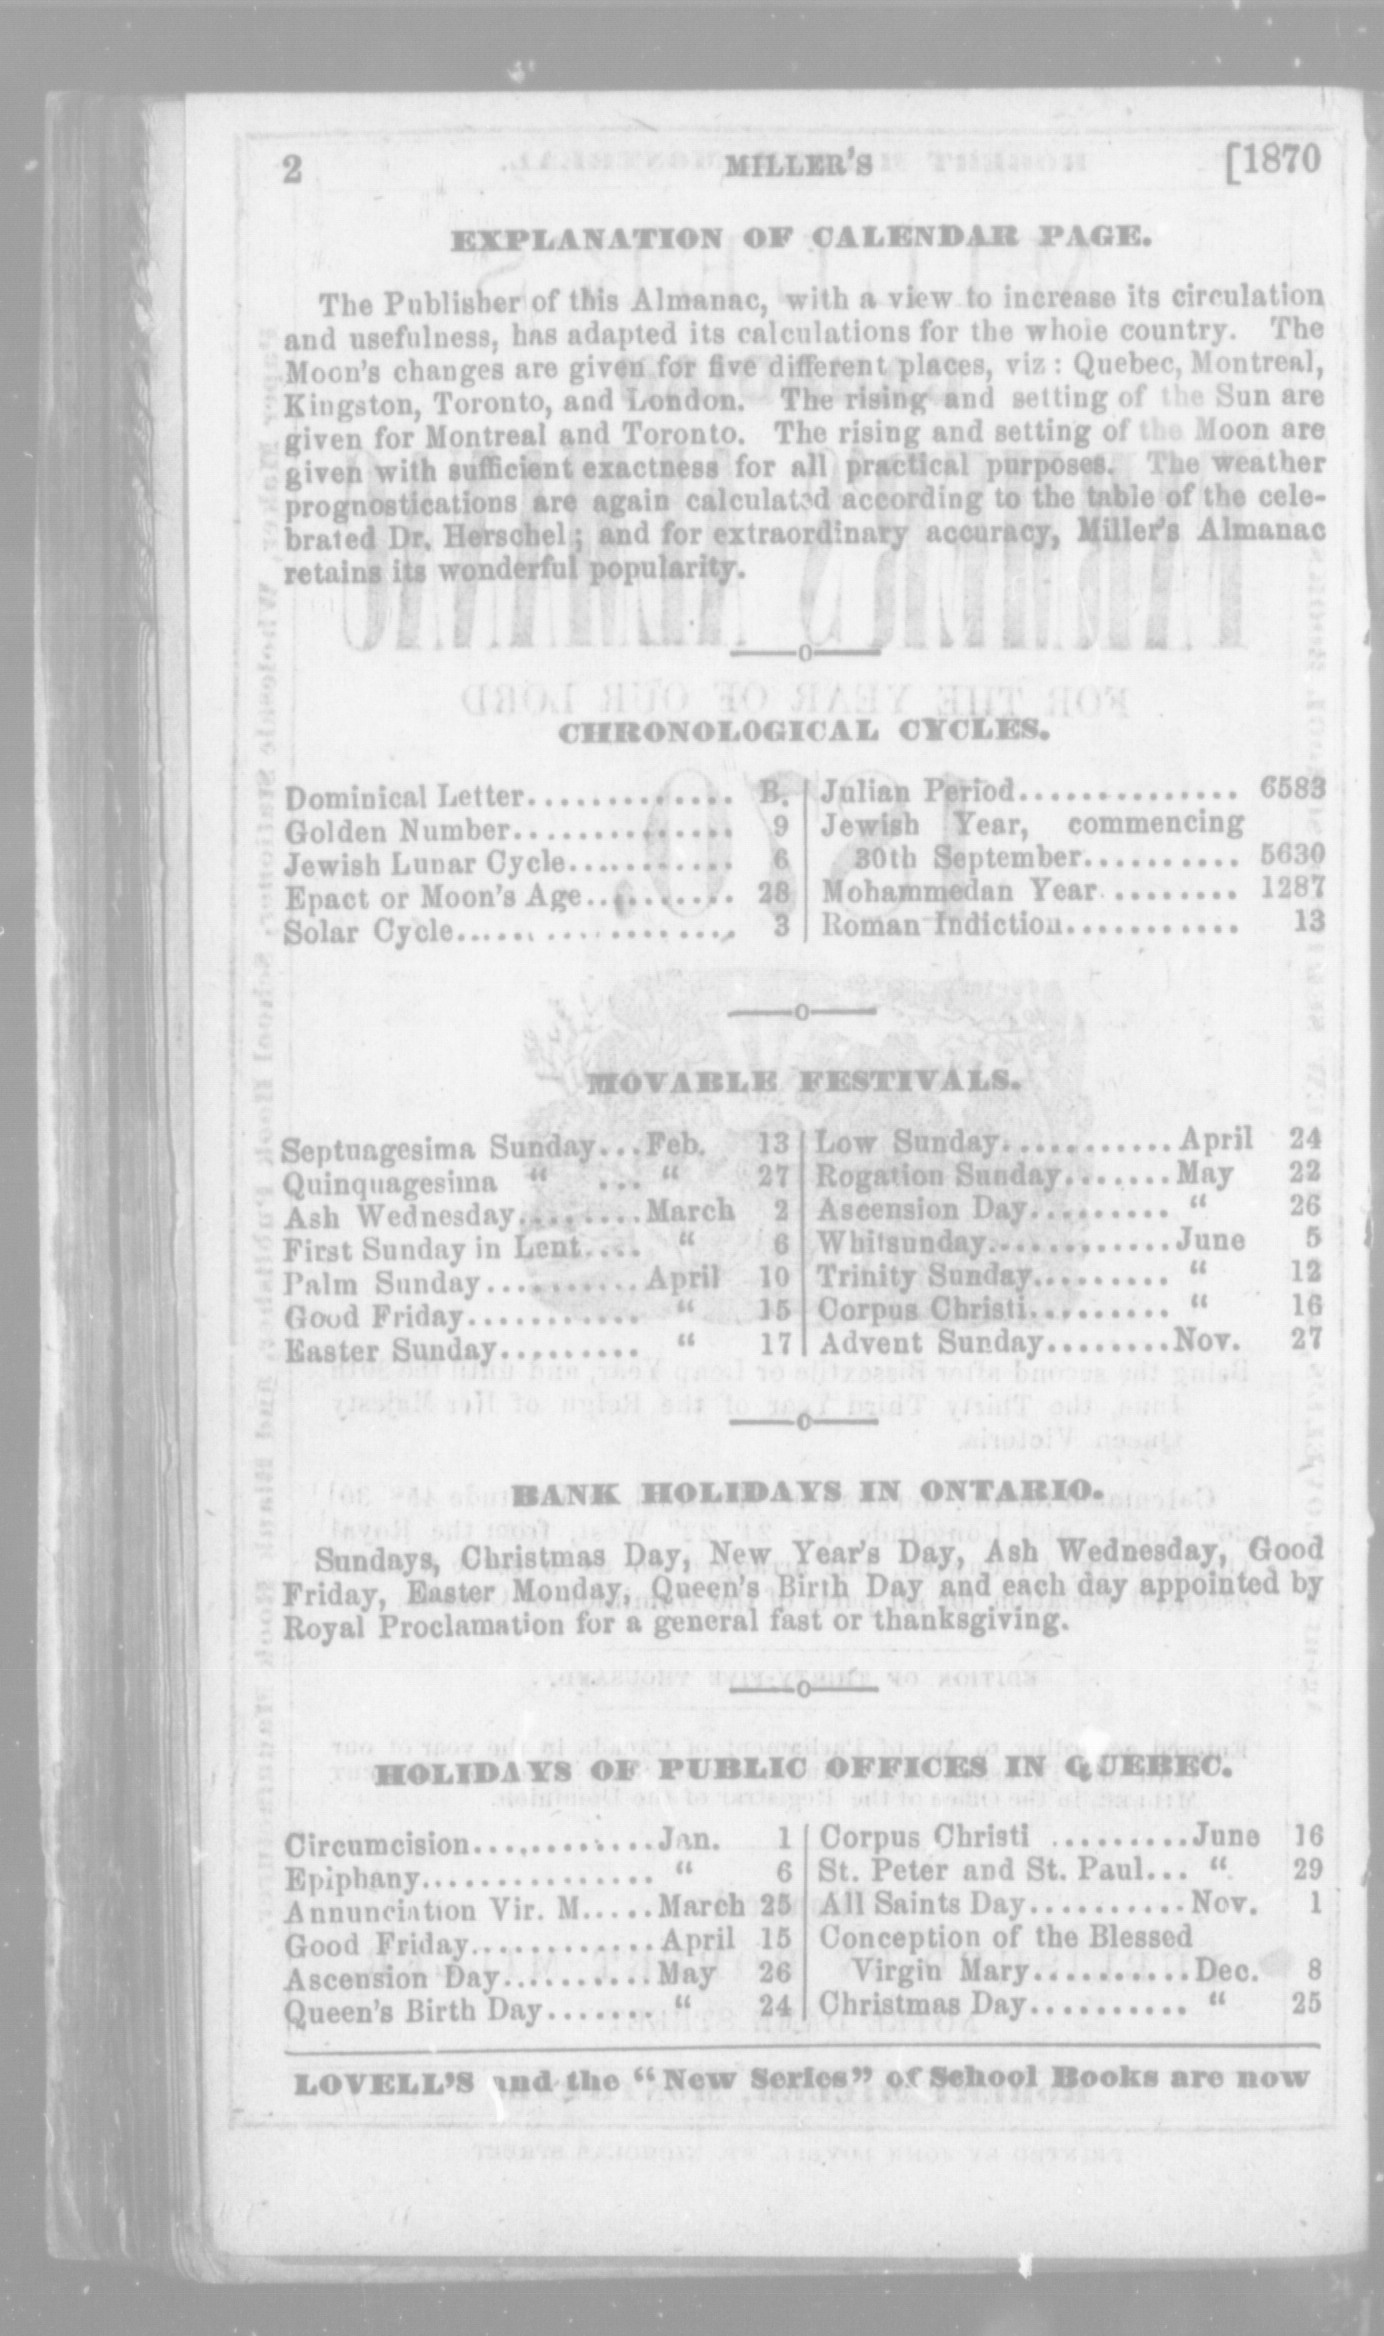 2 MILLER'S [1870
EXPLANATION OF CALENDAR PAGE.
The Publisher of this Almanac, with a view to increase its circulation
and usefulness, has adapted its calculations for the whole country. The
Moon's changes are given for five different places, viz : Quebec, Montreal,
Kingston, Toronto, and London. The rising and setting of the Sun are
given for Montreal and Toronto. The rising and setting of the Moon are
given with sufficient exactness for all practical purposes. The weather
prognostications are again calculated according to the table of the cele-
brated Dr. Herschel ; and for extraordinary accuracy, Miller's Almanac
retains its wonderful popularity.
CHRONOLOGICAL CYCLES.
Dominical Letter............. B.
Golden Number.............. 9
Jewish Lunar Cycle........... 6
Epact or Moon's Age.......... 28
Solar Cycle.................. 3
Julian Period.............. 6583
Jewish Year, commencing
30th September.......... 5630
Mohammedan Year ......... 1287
Roman Indiction........... 13
MOVABLE FESTIVALS.
Septuagesima Sunday...Feb. 13
Quinquagesima " ... " 27
Ash Wednesday.........March 2
First Sunday in Lent.... " 6
Palm Sunday..........April 10
Good Friday........... " 15
Easter Sunday......... " 17
Low Sunday...........April 24
Rogation Sunday.......May 22
Ascension Day......... " 26
Whitsunday............June 5
Trinity Sunday......... " 12
Corpus Christi......... " 16
Advent Sunday........Nov. 27
BANK HOLIDAYS IN ONTARIO.
Sundays, Christmas Day, New Year's Day, Ash Wednesday, Good
Friday, Easter Monday, Queen's Birth Day and each day appointed by
Royal Proclamation for a general fast or thanksgiving.
HOLIDAYS OF PUBLIC OFFICES IN QUEBEC.
Circumcision............Jan. 1
Epiphany............... " 6
Annunciation Vir. M.....March 25
Good Friday............April 15
Ascension Day..........May 26
Queen's Birth Day....... " 24
Corpus Christi .........June 16
St. Peter and St. Paul... " 29
All Saints Day..........Nov. 1
Conception of the Blessed
Virgin Mary..........Dec. 8
Christmas Day.......... " 25
LOVELL'S and the "New Series" of School Books are now